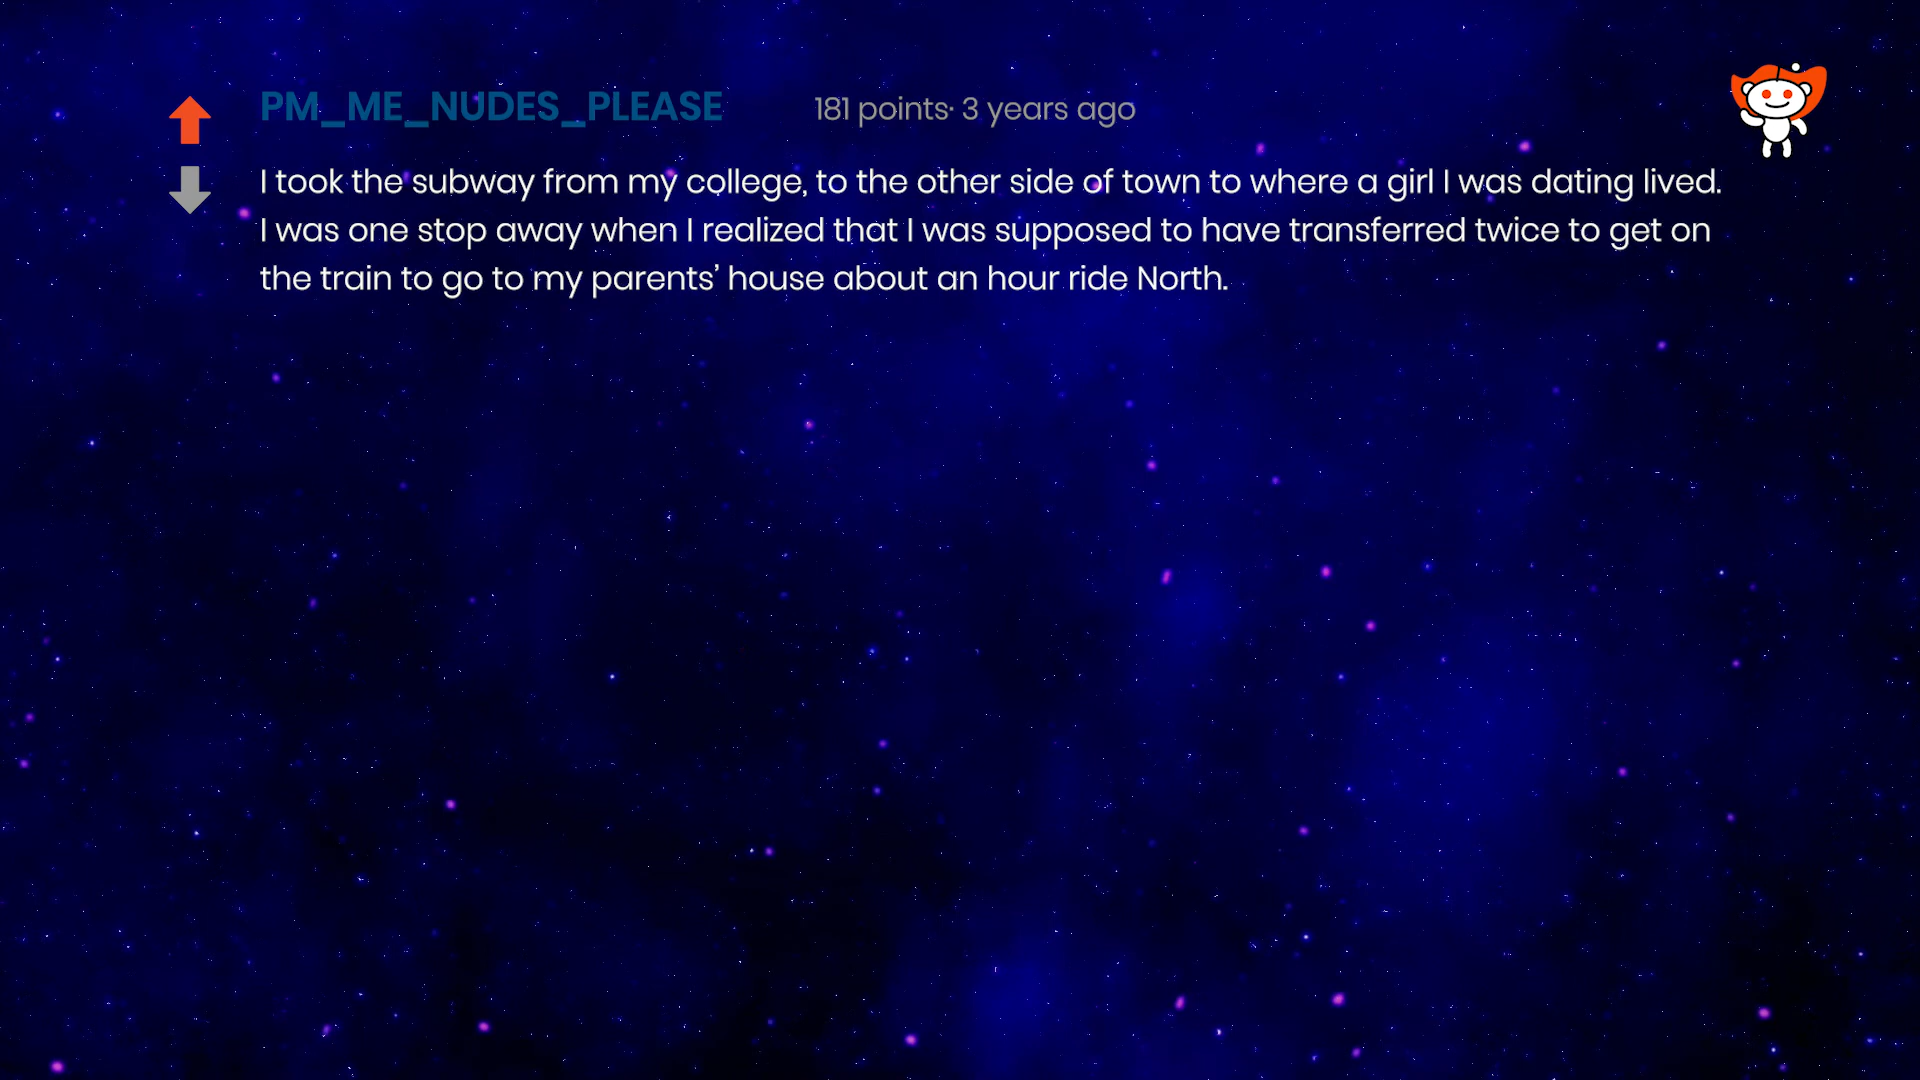 PM_ME_NUDES_PLEASE 181 points· 3 years ago
I took the subway from my college, to the other side of town to where a girl I was dating lived.
I was one stop away when I realized that I was supposed to have transferred twice to get on
the train to go to my parents’ house about an hour ride North.